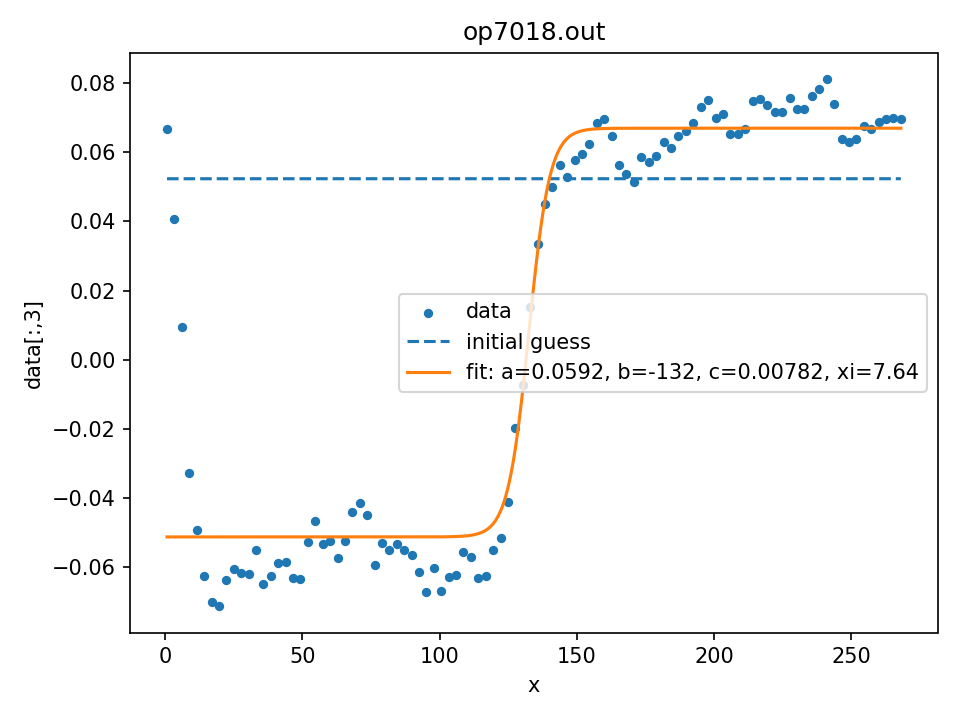 op7018.out
0.08
0.06
0.04
0.02
0.00
−0.02
−0.04
−0.06
data[:,3]
data
initial guess
fit: a=0.0592, b=-132, c=0.00782, xi=7.64
0 50 100 150 200 250
x